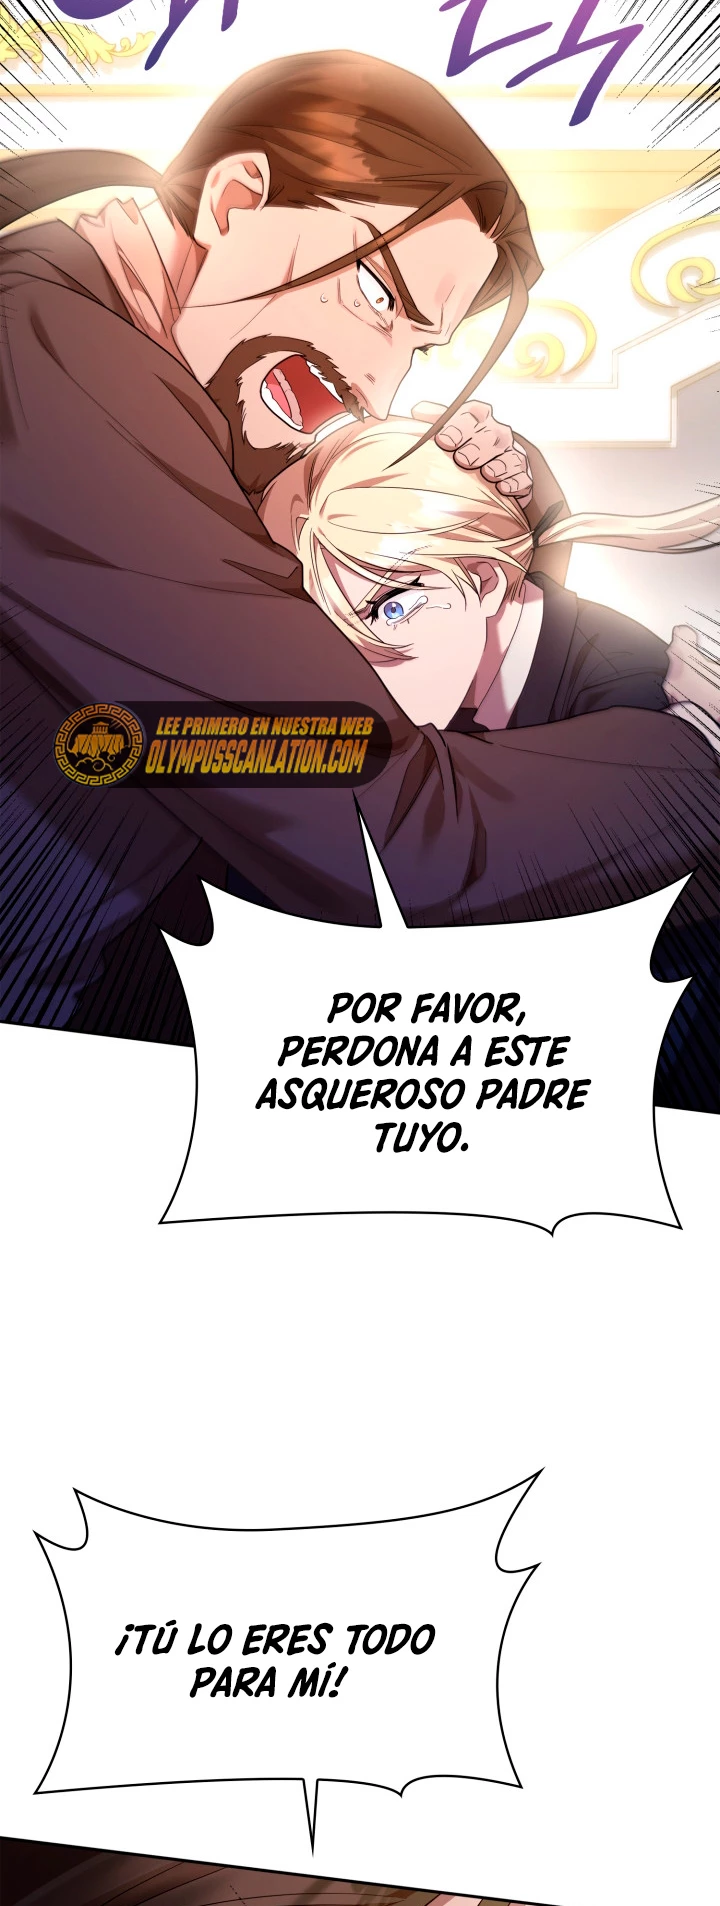 LEE PRIMERO EN NUESTRA WEB
OLYMPUSSCANLATION.COM
POR FAVOR,
PERDONA A ESTE
ASQUEROSO PADRE
TUYO.
¡TÚ LO ERES TODO
PARA MÍ!